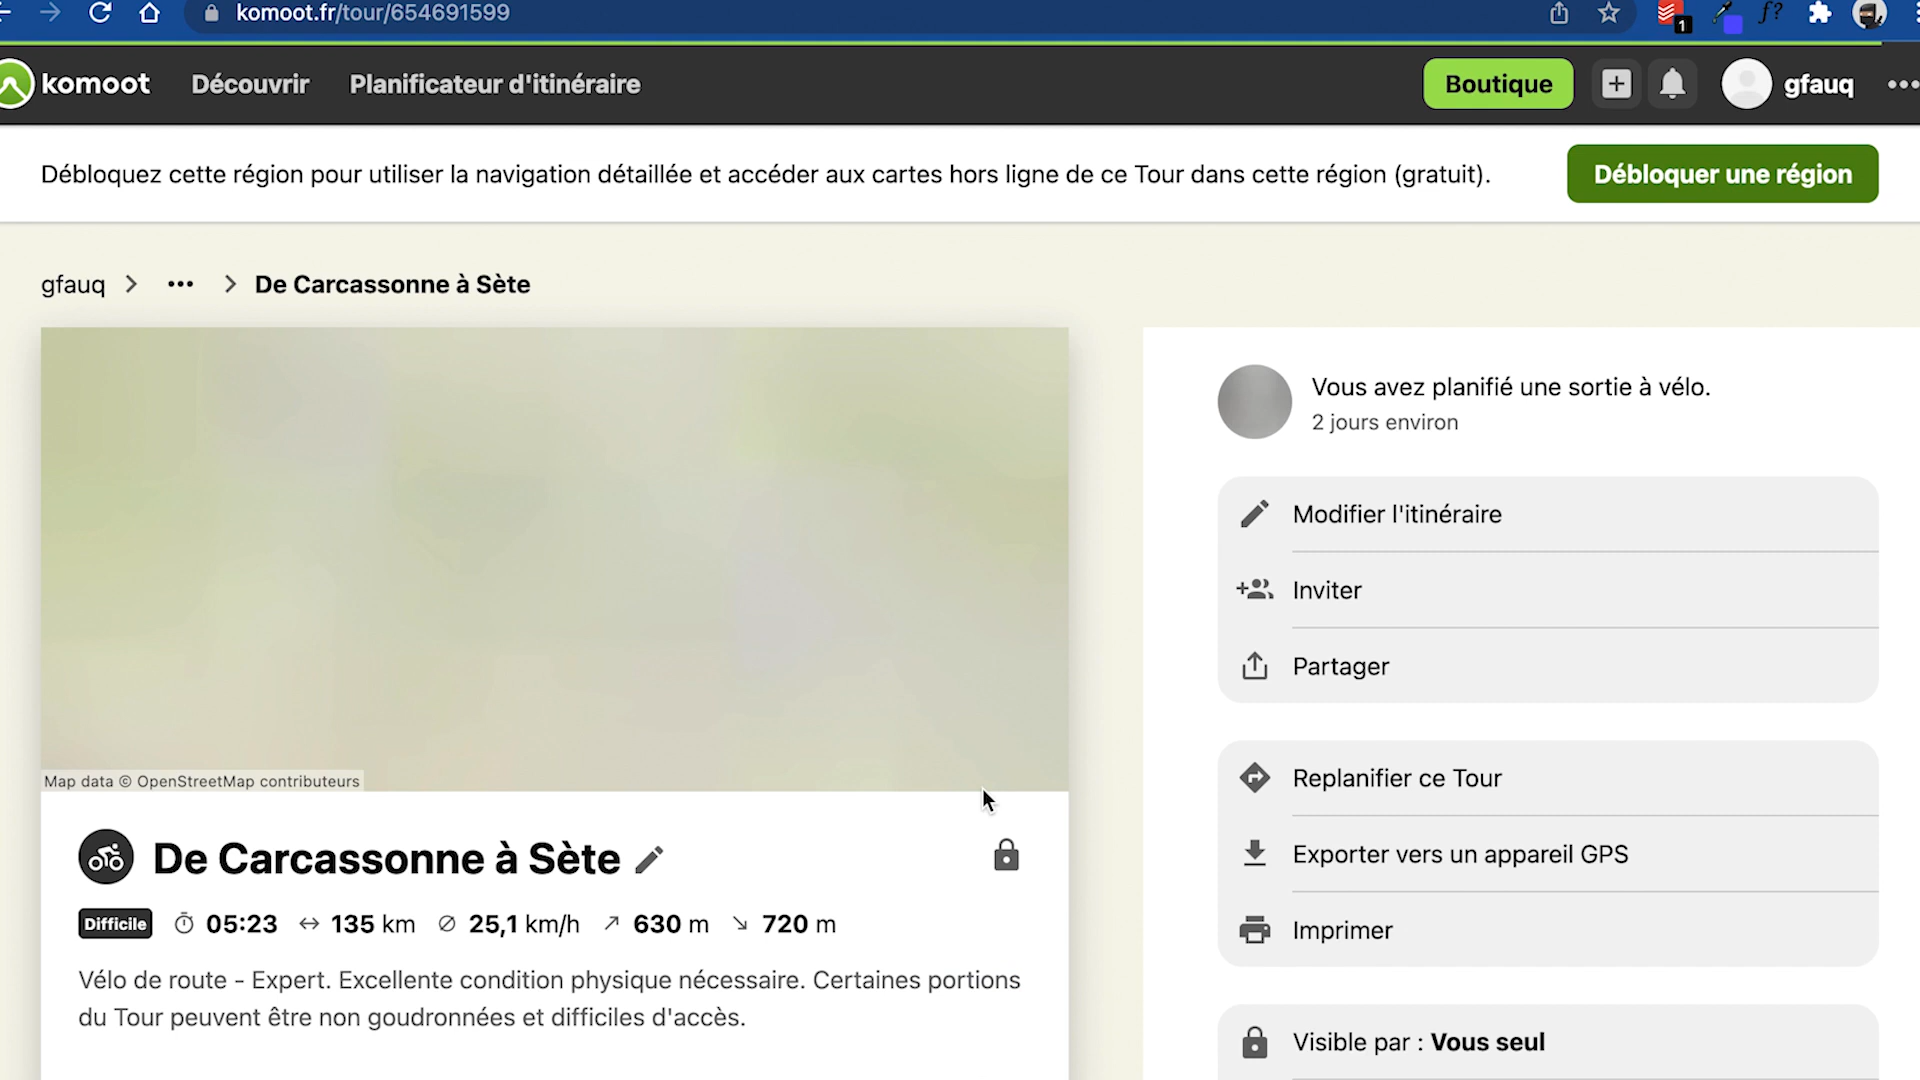 komoot.fr/tour/654691599
1
f?
komoot
Découvrir
Planificateur d'itinéraire
Boutique
gfauq
Débloquez cette région pour utiliser la navigation détaillée et accéder aux cartes hors ligne de ce Tour dans cette région (gratuit).
Débloquer une région
gfauq > ••• > De Carcassonne à Sète
Map data © OpenStreetMap contributeurs
De Carcassonne à Sète
Difficile 05:23 135 km 25,1 km/h 630 m 720 m
Vélo de route - Expert. Excellente condition physique nécessaire. Certaines portions
du Tour peuvent être non goudronnées et difficiles d'accès.
Vous avez planifié une sortie à vélo.
2 jours environ
Modifier l'itinéraire
Inviter
Partager
Replanifier ce Tour
Exporter vers un appareil GPS
Imprimer
Visible par : Vous seul